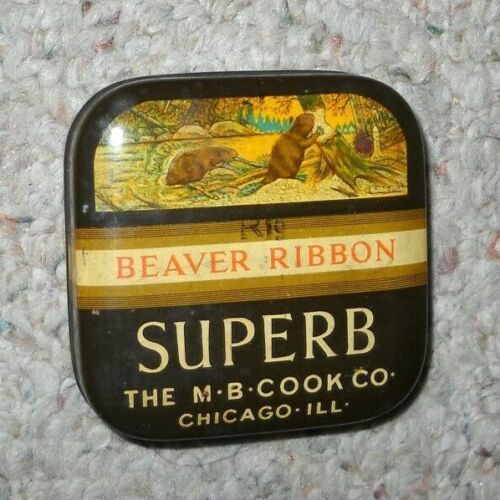 R19
BEAVER RIBBON
SUPERB
THE M·B·COOK CO·
CHICAGO·ILL·